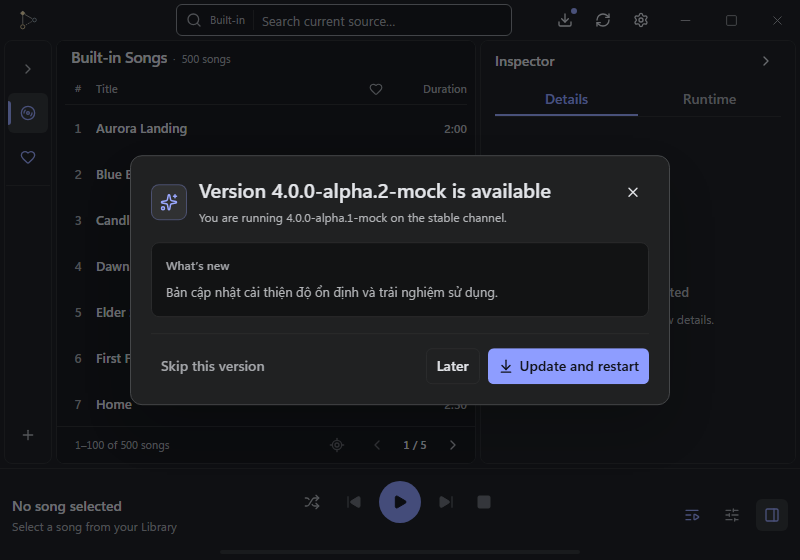 Built-in
Search current source...
Built-in Songs · 500 songs
# Title Duration
1 Aurora Landing 2:00
2 Blue
3
4 Dawn
5 Elder
6 First
7 Home 2:50
1–100 of 500 songs
1 / 5
Inspector
Details Runtime
details.
Version 4.0.0-alpha.2-mock is available
You are running 4.0.0-alpha.1-mock on the stable channel.
What's new
Bản cập nhật cải thiện độ ổn định và trải nghiệm sử dụng.
Skip this version
Later
Update and restart
No song selected
Select a song from your Library